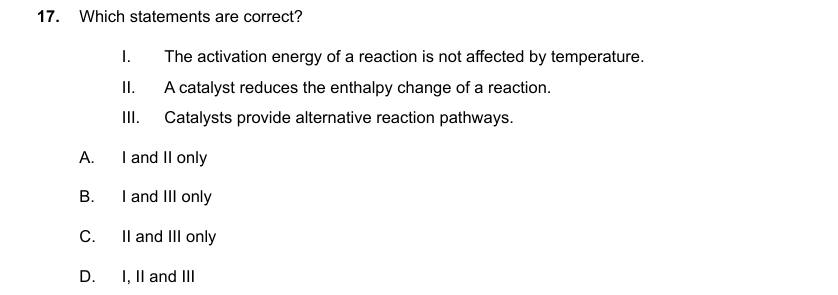 17. Which statements are correct?
I. The activation energy of a reaction is not affected by temperature.
II. A catalyst reduces the enthalpy change of a reaction.
III. Catalysts provide alternative reaction pathways.
A. I and II only
B. I and III only
C. II and III only
D. I, II and III